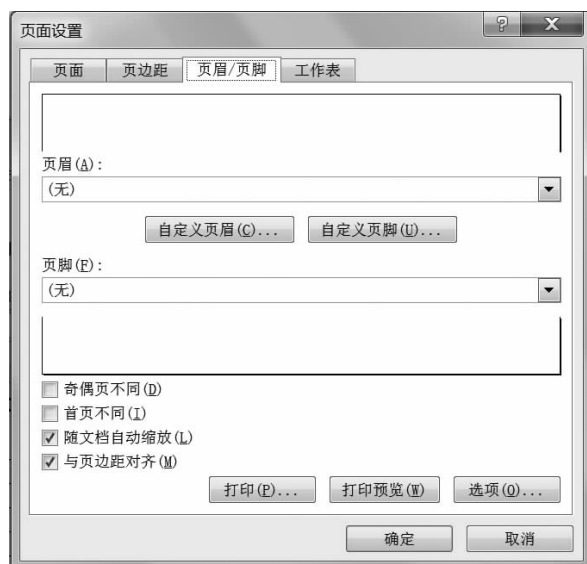 页面设置
页面 页边距 页眉/页脚 工作表
页眉(A):
(无)
自定义页眉(C)... 自定义页脚(U)...
页脚(F):
(无)
奇偶页不同(D)
首页不同(I)
随文档自动缩放(L)
与页边距对齐(M)
打印(P)... 打印预览(W) 选项(O)...
确定 取消